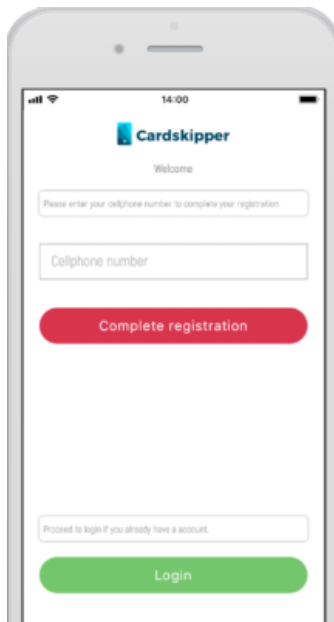 14:00
Cardskipper
Welcome
Please enter your cellphone number to complete your registration.
Cellphone number
Complete registration
Proceed to login if you already have a account.
Login